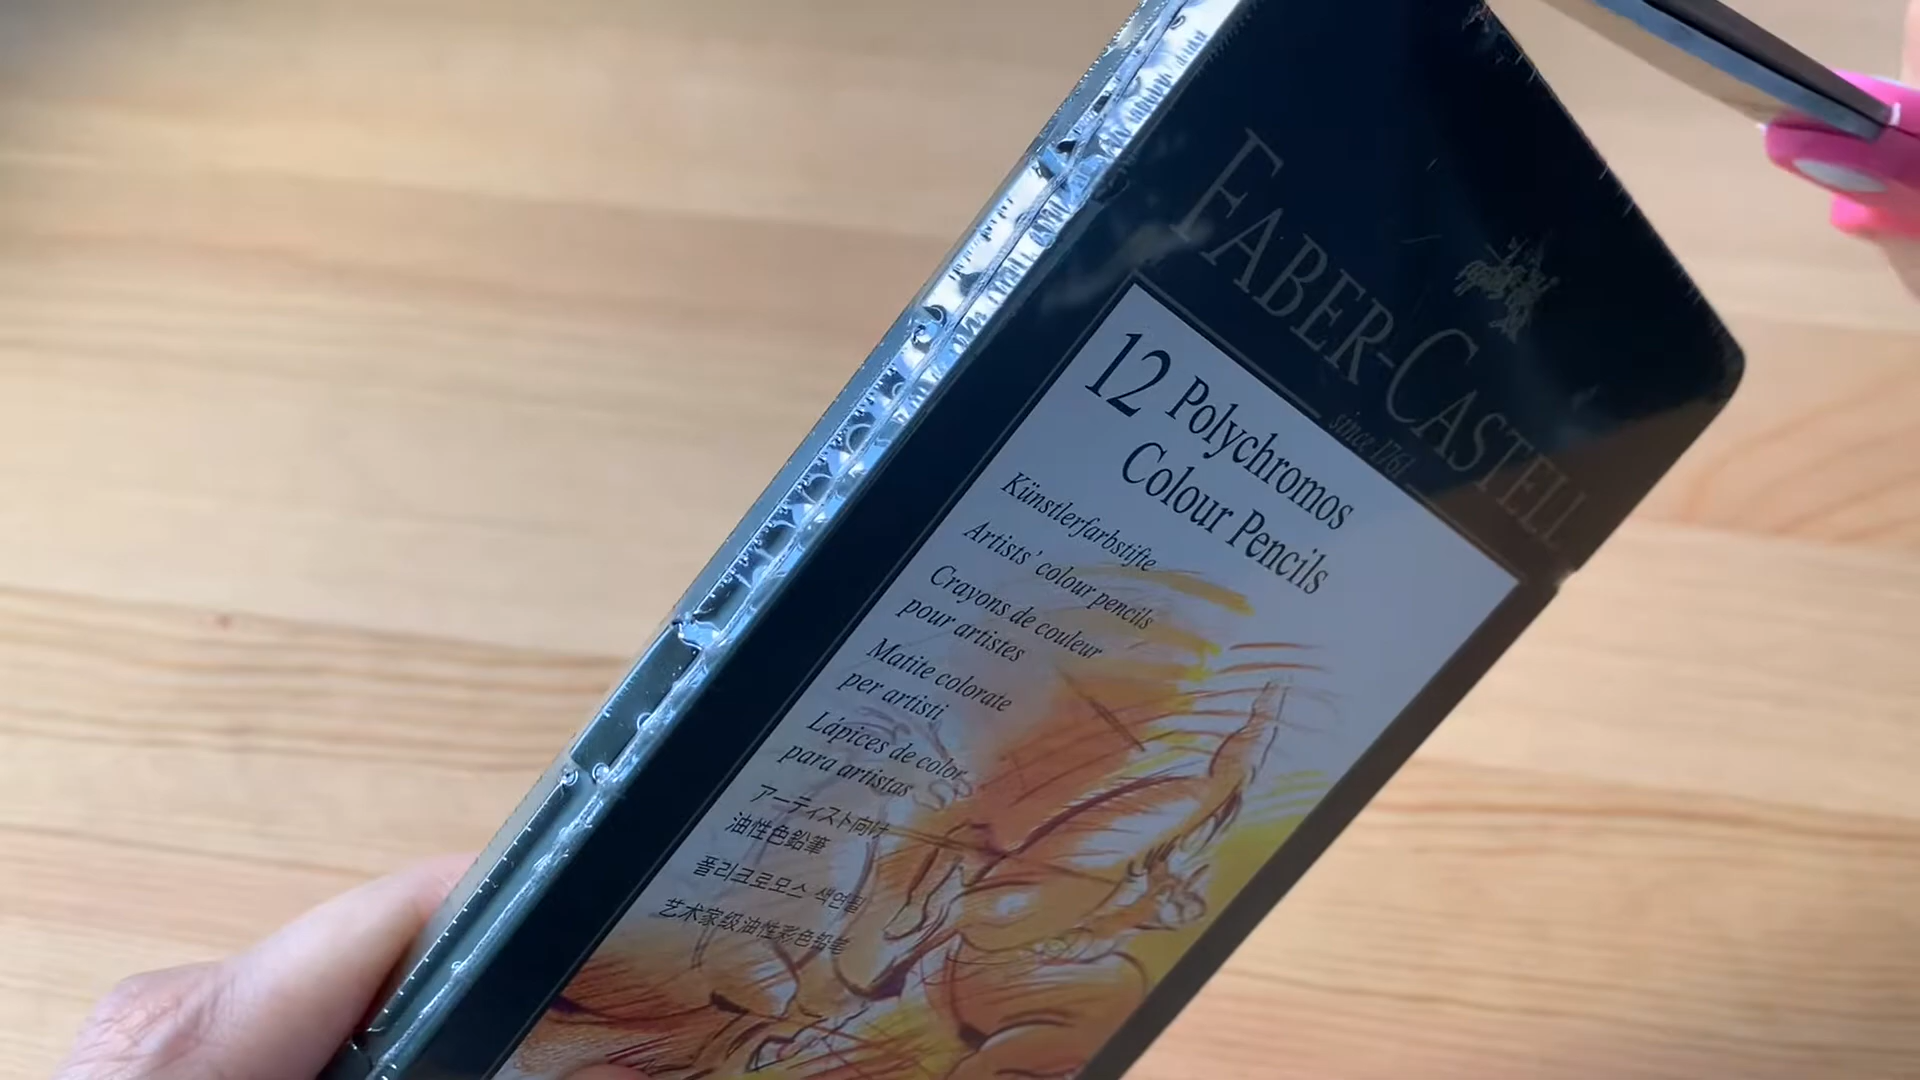 FABER-CASTELL
since 1761
12 Polychromos
Colour Pencils
Künstlerfarbstifte
Artists' colour pencils
Crayons de couleur
pour artistes
Matite colorate
per artisti
Lápices de color
para artistas
アーティスト向け
油性色鉛筆
폴리크로모스 색연필
艺术家级油性彩色铅笔